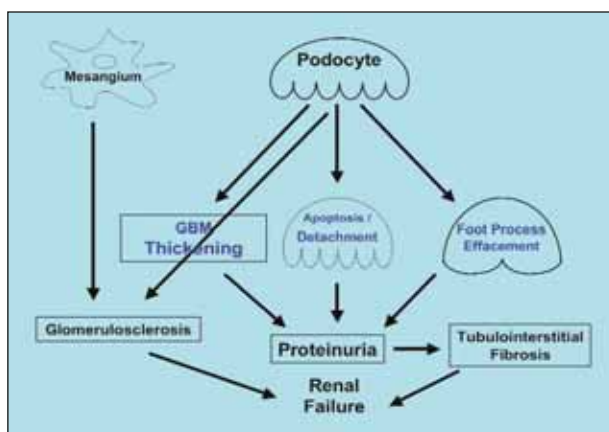 Mesangium
Podocyte
GBM
Thickening
Apoptosis /
Detachment
Foot Process
Effacement
Glomerulosclerosis
Proteinuria
Tubulointerstitial
Fibrosis
Renal
Failure